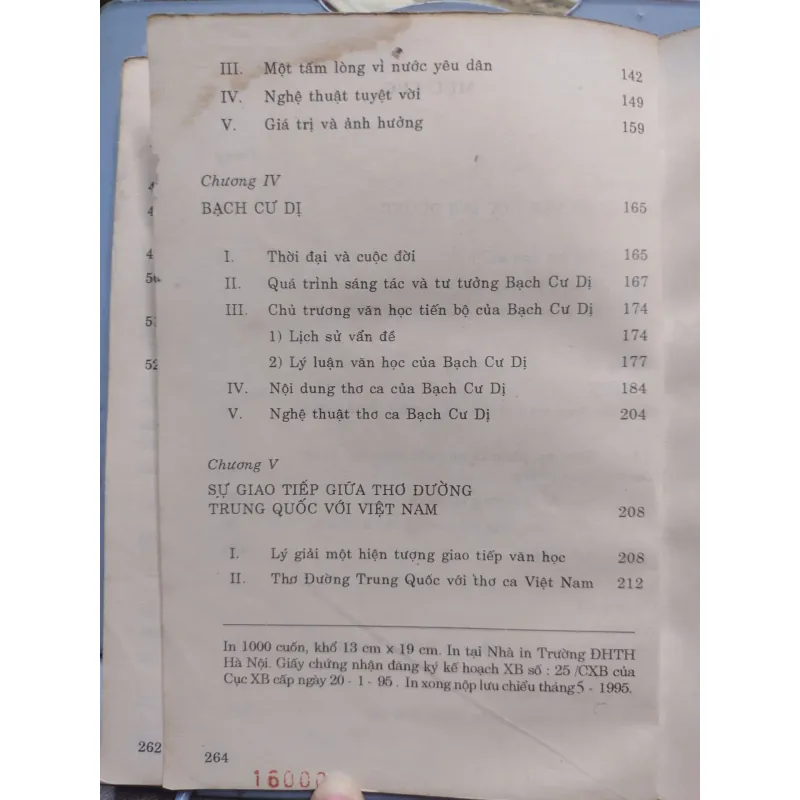 III. Một tấm lòng vì nước yêu dân 142
IV. Nghệ thuật tuyệt vời 149
V. Giá trị và ảnh hưởng 159
Chương IV
BẠCH CƯ DỊ 165
I. Thời đại và cuộc đời 165
II. Quá trình sáng tác và tư tưởng Bạch Cư Dị 167
III. Chủ trương văn học tiến bộ của Bạch Cư Dị 174
1) Lịch sử vấn đề 174
2) Lý luận văn học của Bạch Cư Dị 177
IV. Nội dung thơ ca của Bạch Cư Dị 184
V. Nghệ thuật thơ ca Bạch Cư Dị 204
Chương V
SỰ GIAO TIẾP GIỮA THƠ ĐƯỜNG
TRUNG QUỐC VỚI VIỆT NAM 208
I. Lý giải một hiện tượng giao tiếp văn học 208
II. Thơ Đường Trung Quốc với thơ ca Việt Nam 212
In 1000 cuốn, khổ 13 cm x 19 cm. In tại Nhà in Trường ĐHTH
Hà Nội. Giấy chứng nhận đăng ký kế hoạch XB số : 25 /CXB của
Cục XB cấp ngày 20 - 1 - 95 . In xong nộp lưu chiểu tháng 5 - 1995.
262
264
16000